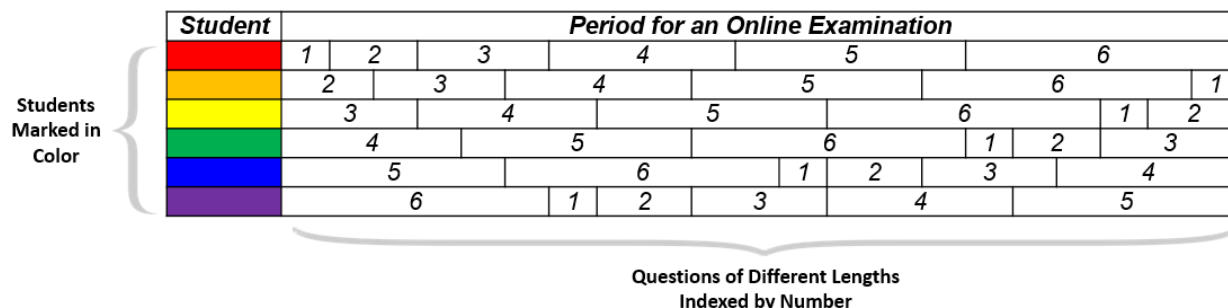 Student Period for an Online Examination
1 2 3 4 5 6
2 3 4 5 6 1
3 4 5 6 1 2
4 5 6 1 2 3
5 6 1 2 3 4
6 1 2 3 4 5
Students
Marked in
Color
Questions of Different Lengths
Indexed by Number